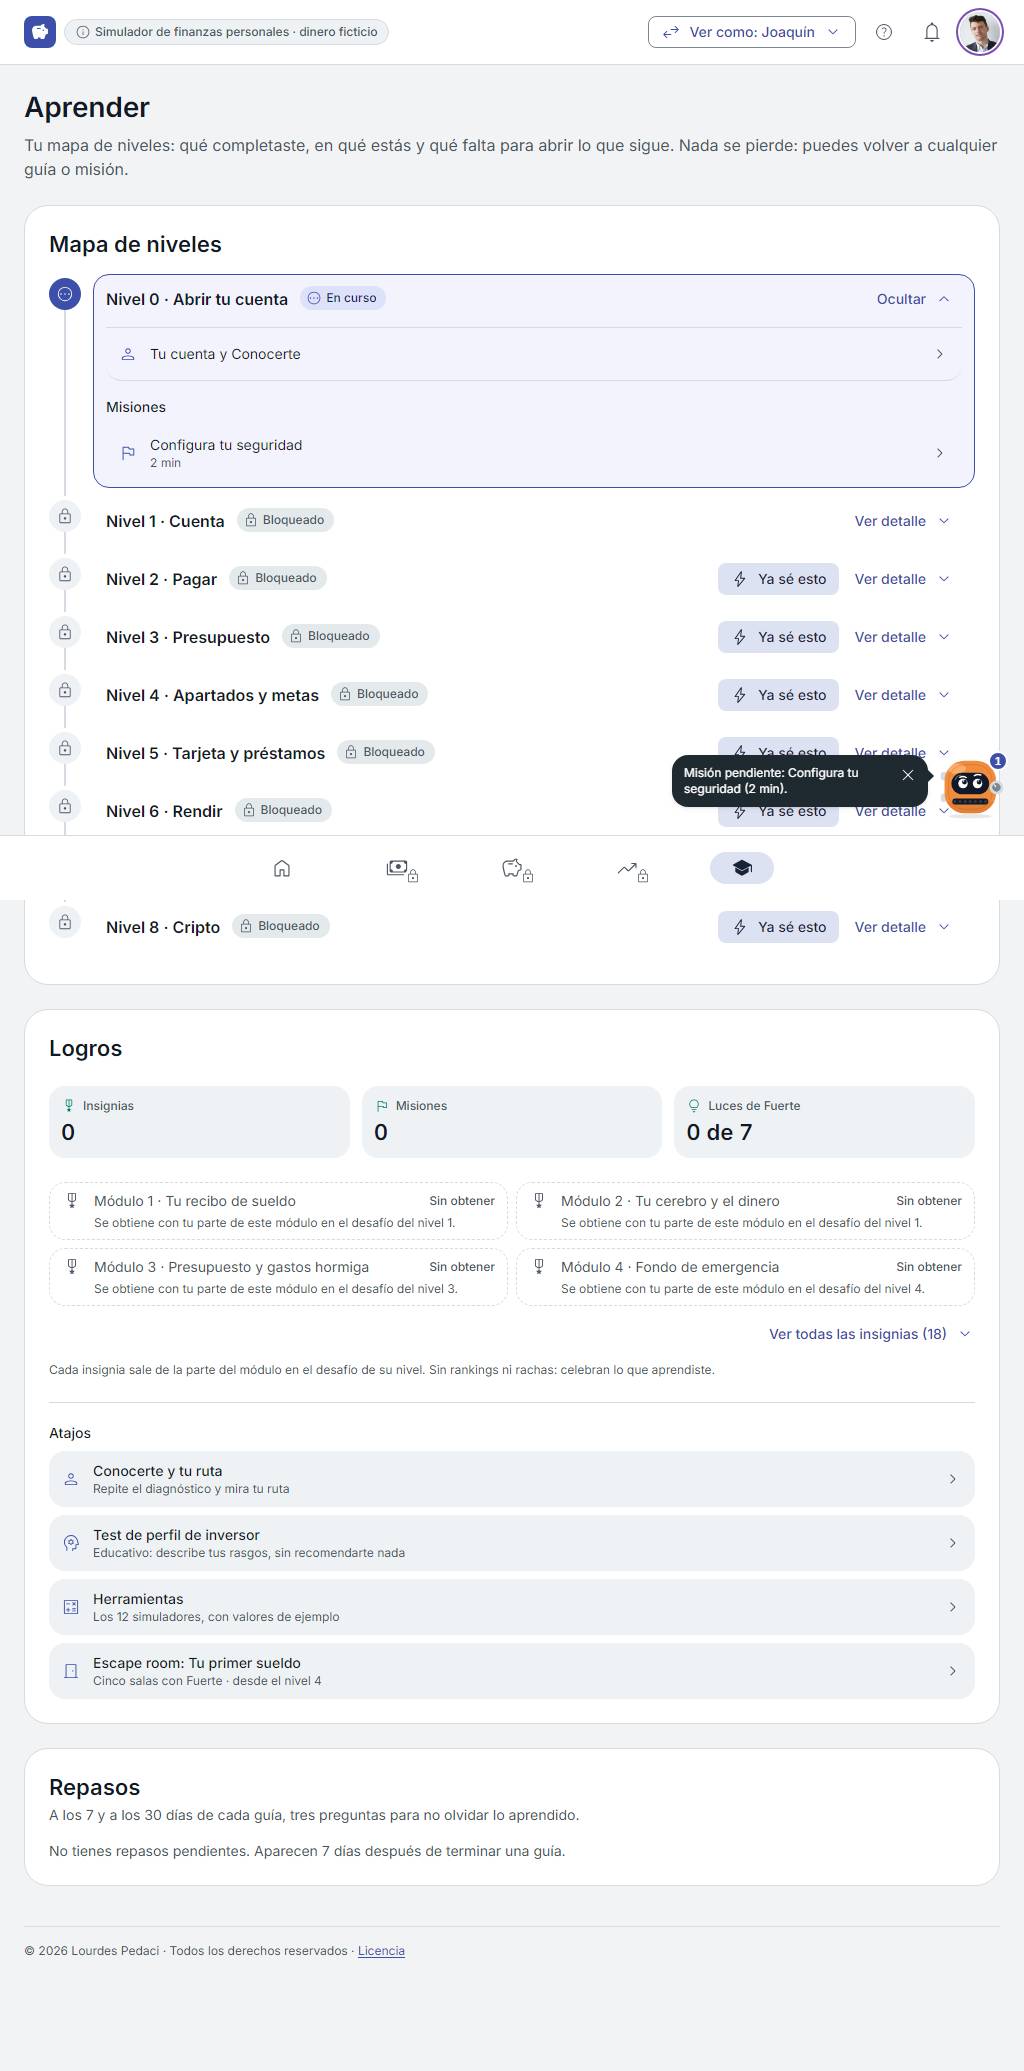 Simulador de finanzas personales · dinero ficticio
Ver como: Joaquín
Aprender
Tu mapa de niveles: qué completaste, en qué estás y qué falta para abrir lo que sigue. Nada se pierde: puedes volver a cualquier
guía o misión.
Mapa de niveles
Nivel 0 · Abrir tu cuenta
En curso
Ocultar
Tu cuenta y Conocerte
Misiones
Configura tu seguridad
2 min
Nivel 1 · Cuenta
Bloqueado
Ver detalle
Nivel 2 · Pagar
Bloqueado
Ya sé esto
Ver detalle
Nivel 3 · Presupuesto
Bloqueado
Ya sé esto
Ver detalle
Nivel 4 · Apartados y metas
Bloqueado
Ya sé esto
Ver detalle
Nivel 5 · Tarjeta y préstamos
Bloqueado
Ya sé esto
Ver detalle
Misión pendiente: Configura tu
seguridad (2 min).
1
Nivel 6 · Rendir
Bloqueado
Ya sé esto
Ver detalle
Nivel 8 · Cripto
Bloqueado
Ya sé esto
Ver detalle
Logros
Insignias
0
Misiones
0
Luces de Fuerte
0 de 7
Módulo 1 · Tu recibo de sueldo
Sin obtener
Se obtiene con tu parte de este módulo en el desafío del nivel 1.
Módulo 2 · Tu cerebro y el dinero
Sin obtener
Se obtiene con tu parte de este módulo en el desafío del nivel 1.
Módulo 3 · Presupuesto y gastos hormiga
Sin obtener
Se obtiene con tu parte de este módulo en el desafío del nivel 3.
Módulo 4 · Fondo de emergencia
Sin obtener
Se obtiene con tu parte de este módulo en el desafío del nivel 4.
Ver todas las insignias (18)
Cada insignia sale de la parte del módulo en el desafío de su nivel. Sin rankings ni rachas: celebran lo que aprendiste.
Atajos
Conocerte y tu ruta
Repite el diagnóstico y mira tu ruta
Test de perfil de inversor
Educativo: describe tus rasgos, sin recomendarte nada
Herramientas
Los 12 simuladores, con valores de ejemplo
Escape room: Tu primer sueldo
Cinco salas con Fuerte · desde el nivel 4
Repasos
A los 7 y a los 30 días de cada guía, tres preguntas para no olvidar lo aprendido.
No tienes repasos pendientes. Aparecen 7 días después de terminar una guía.
© 2026 Lourdes Pedaci · Todos los derechos reservados · Licencia